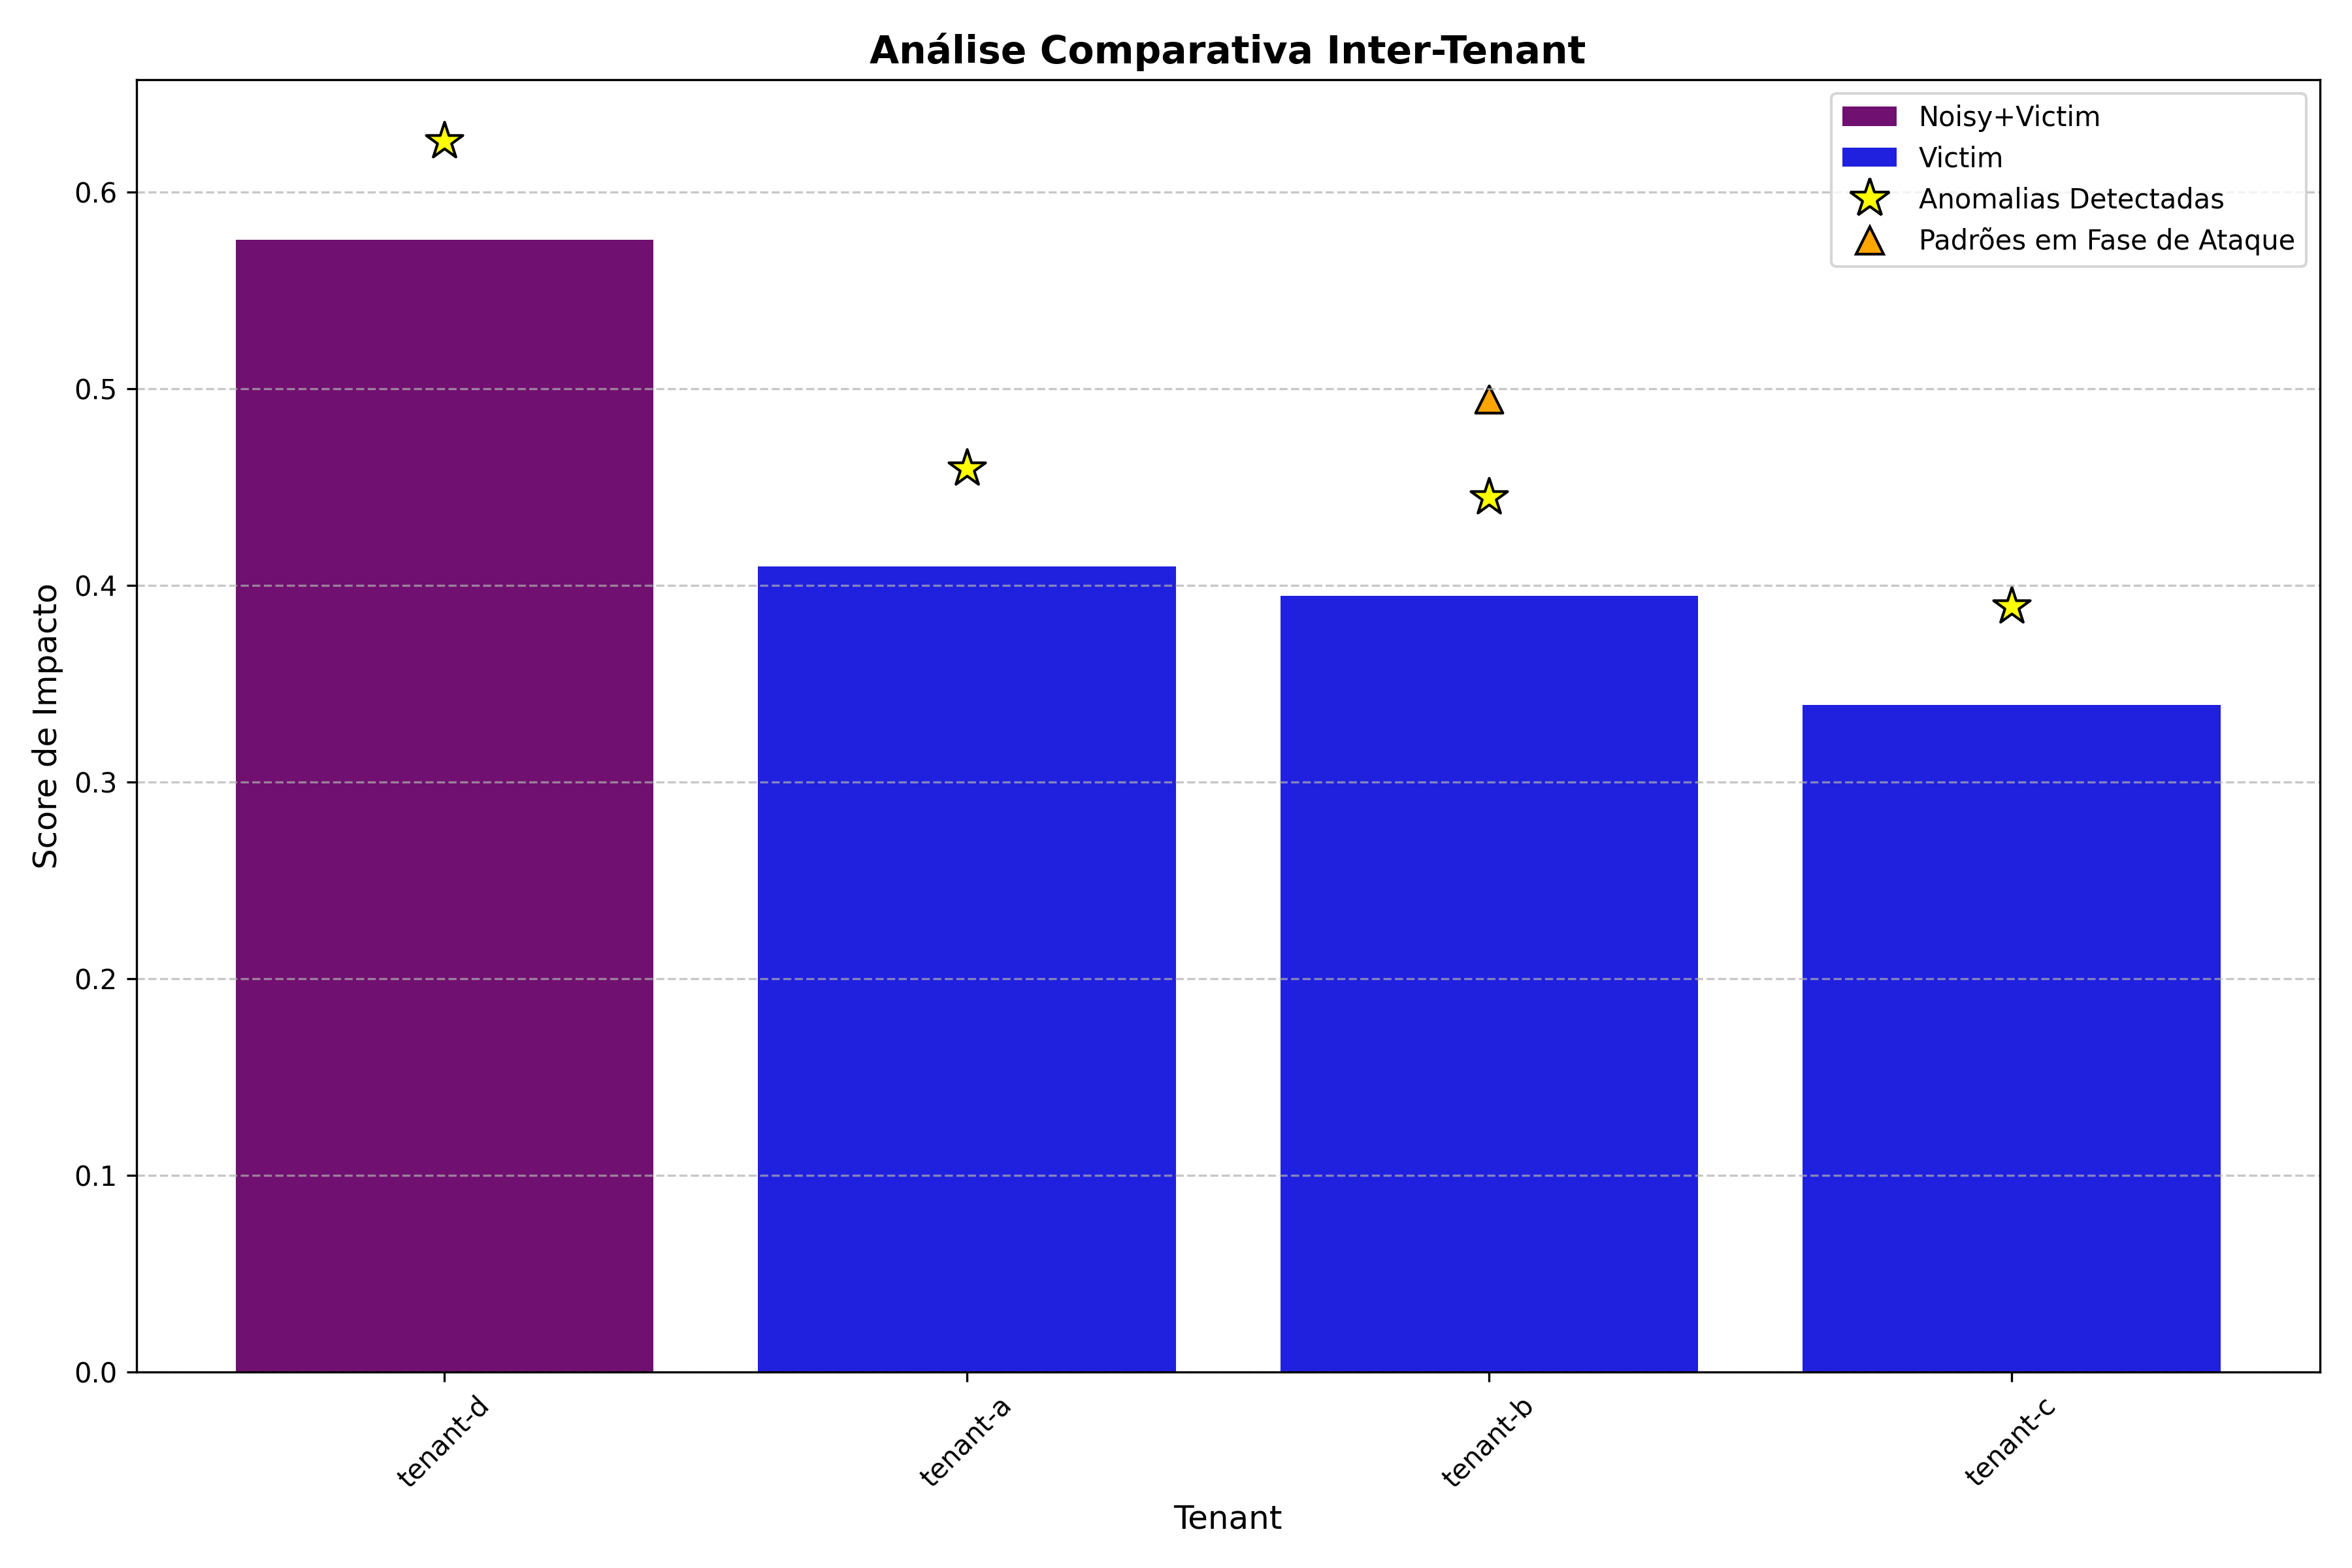 Análise Comparativa Inter-Tenant
Noisy+Victim
Victim
Anomalias Detectadas
Padrões em Fase de Ataque
Score de Impacto
0.6
0.5
0.4
0.3
0.2
0.1
0.0
tenant-d
tenant-a
tenant-b
tenant-c
Tenant